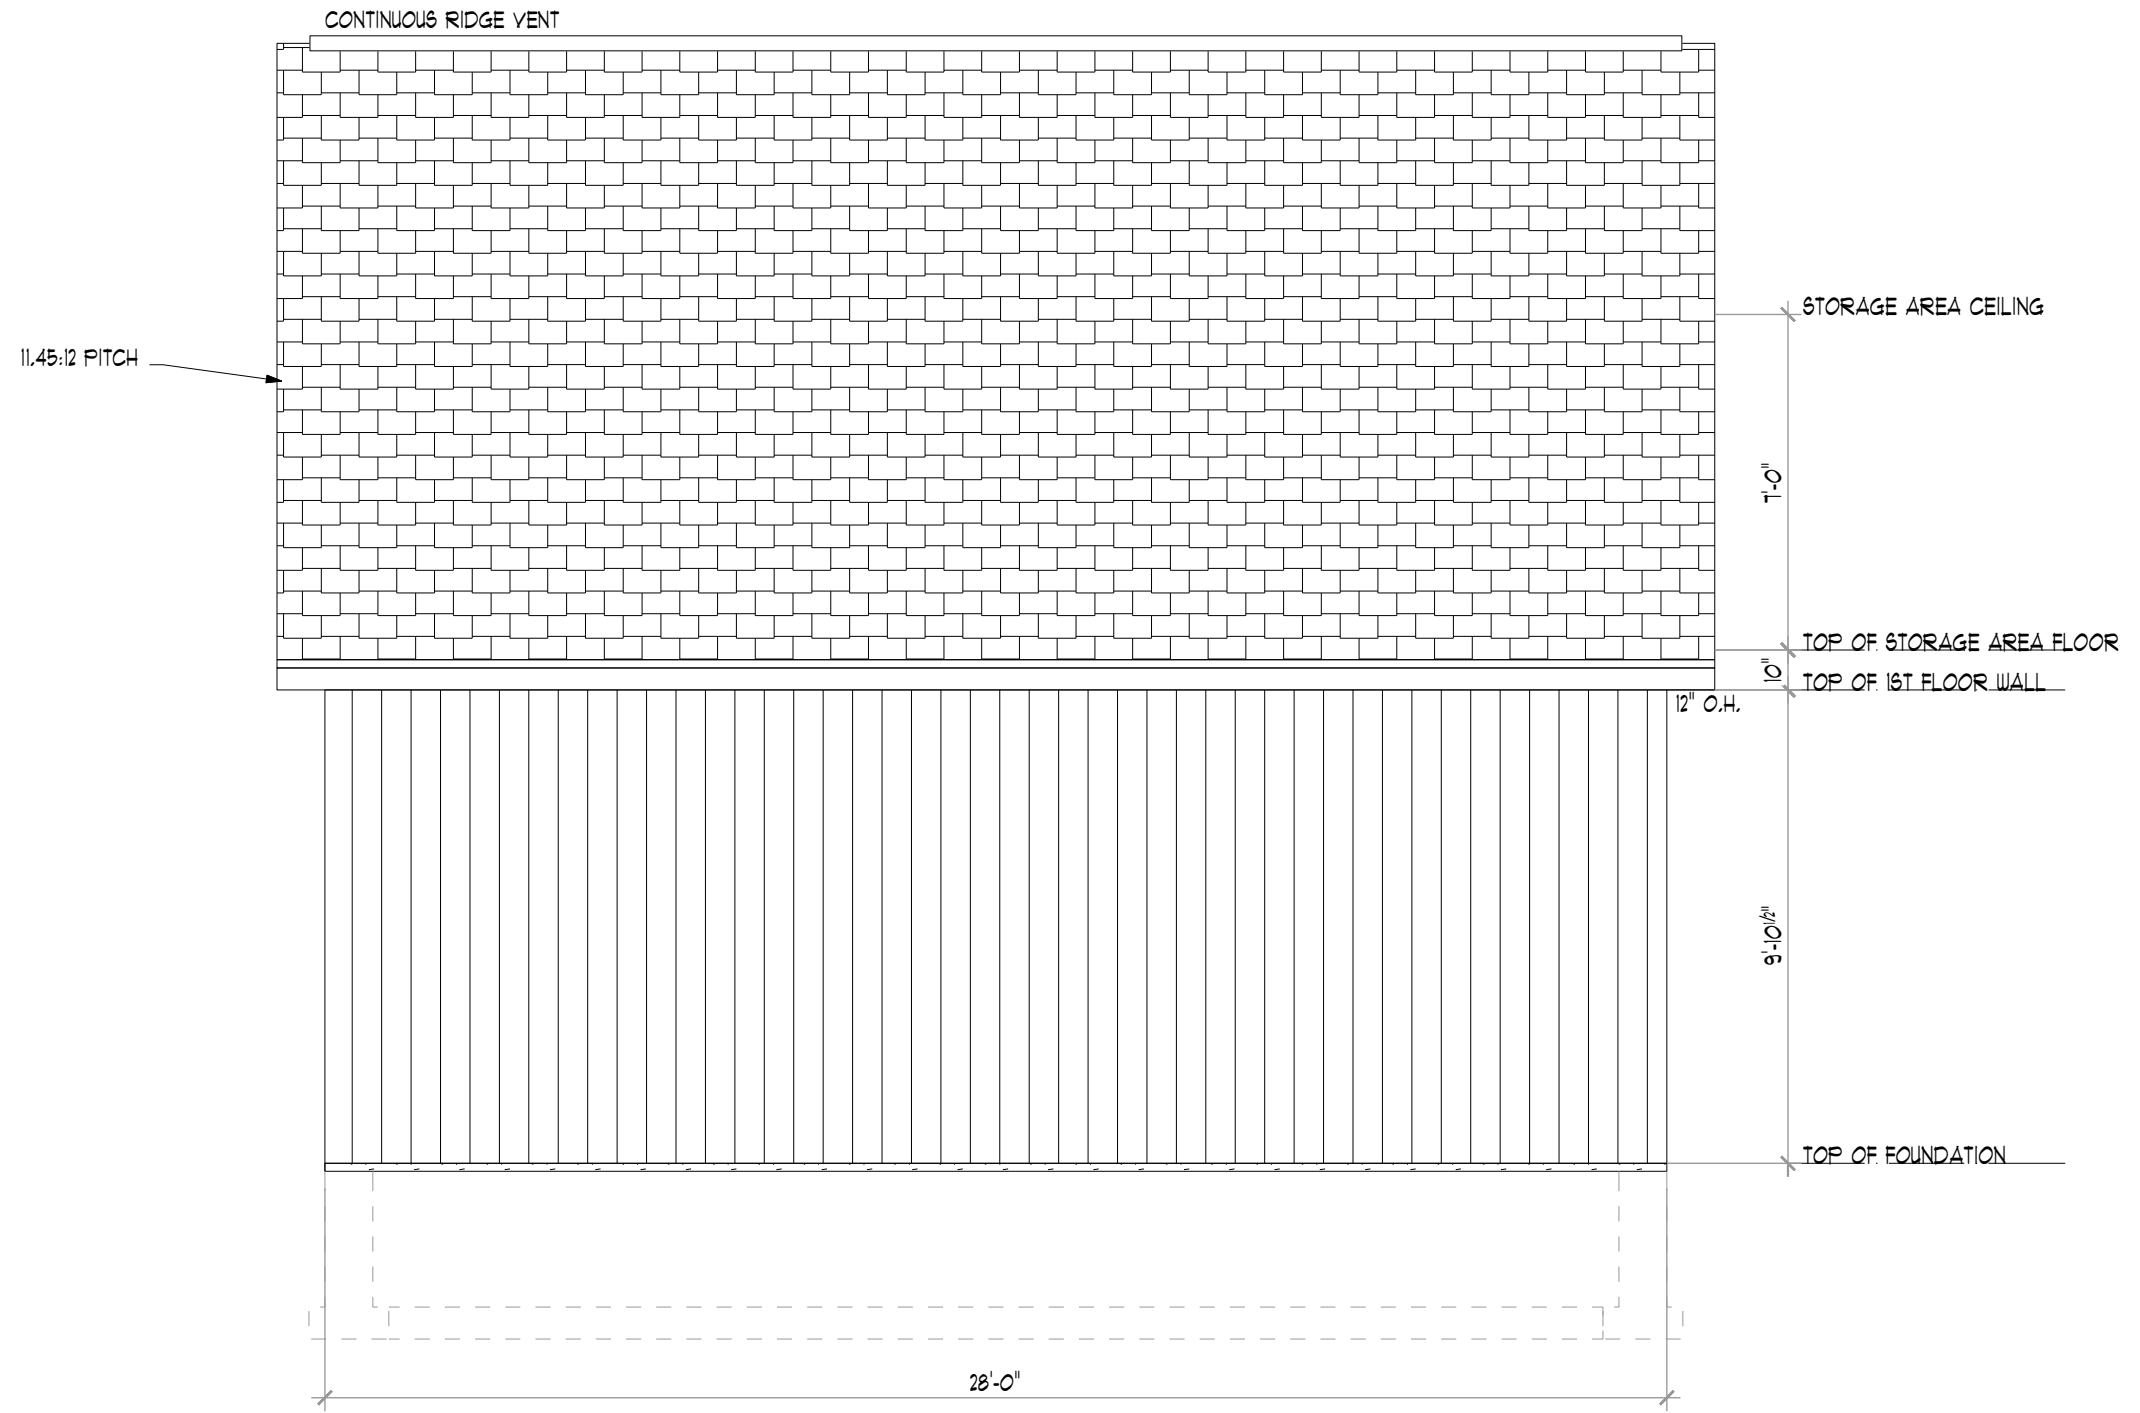 CONTINUOUS RIDGE VENT
STORAGE AREA CEILING
11.45:12 PITCH
7'-0"
TOP OF STORAGE AREA FLOOR
10"
TOP OF 1ST FLOOR WALL
12" O.H.
9'-10 1/2"
TOP OF FOUNDATION
28'-0"